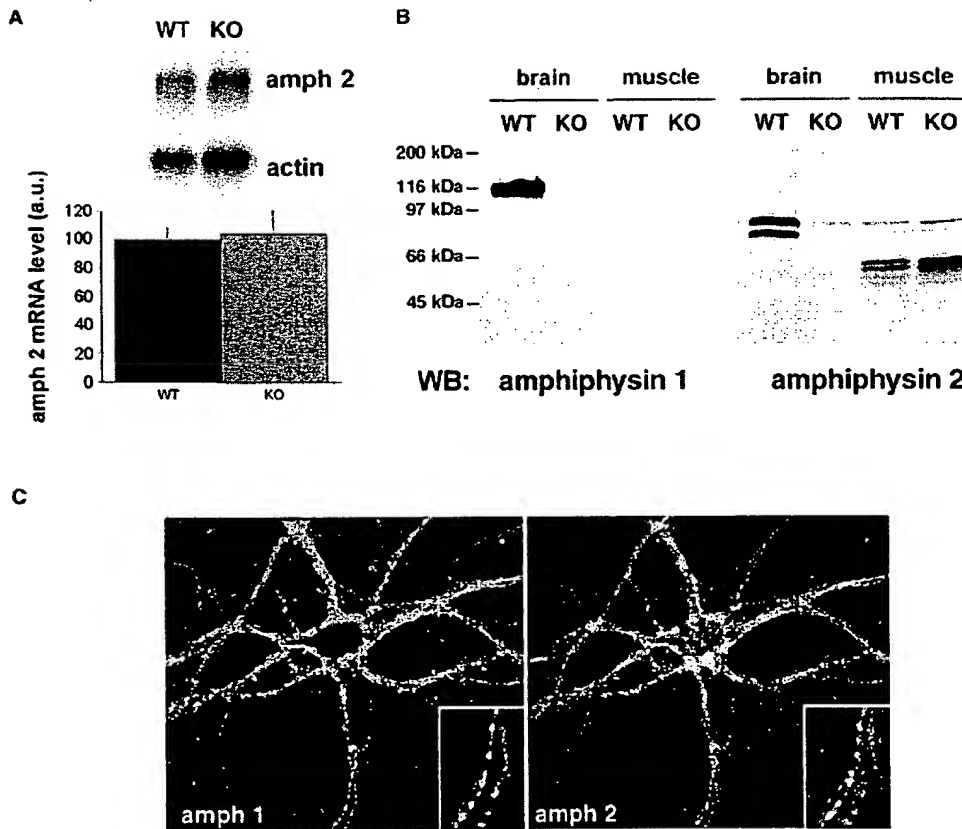 A
WT KO
amph 2
actin
amph 2 mRNA level (a.u.)
120
100
80
60
40
20
0
WT
KO
B
brain muscle brain muscle
WT KO WT KO WT KO WT KO
200 kDa
116 kDa
97 kDa
66 kDa
45 kDa
WB: amphiphysin 1 amphiphysin 2
C
amph 1
amph 2